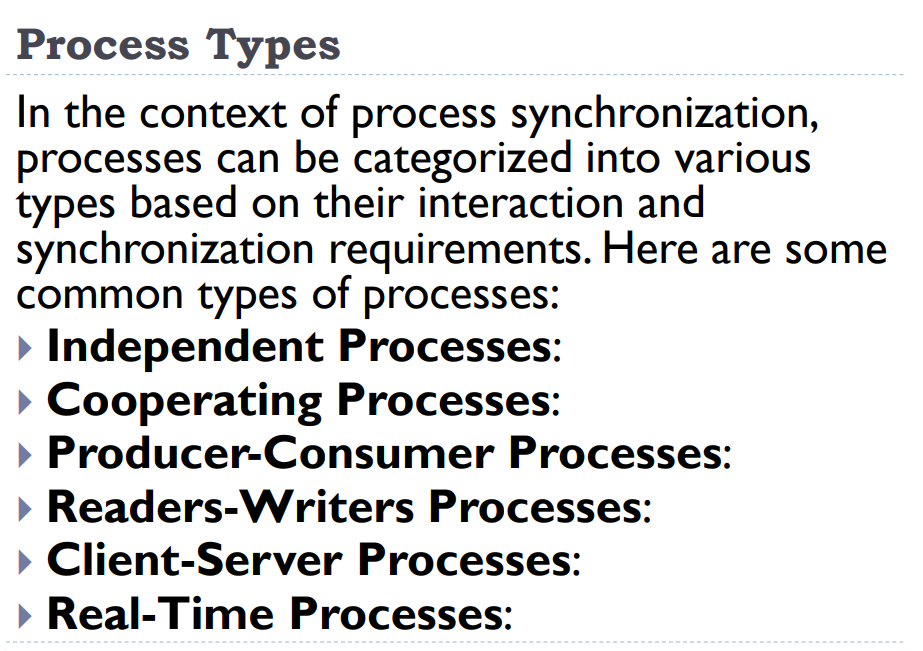 Process Types
In the context of process synchronization,
processes can be categorized into various
types based on their interaction and
synchronization requirements. Here are some
common types of processes:
Independent Processes:
Cooperating Processes:
Producer-Consumer Processes:
Readers-Writers Processes:
Client-Server Processes:
Real-Time Processes: